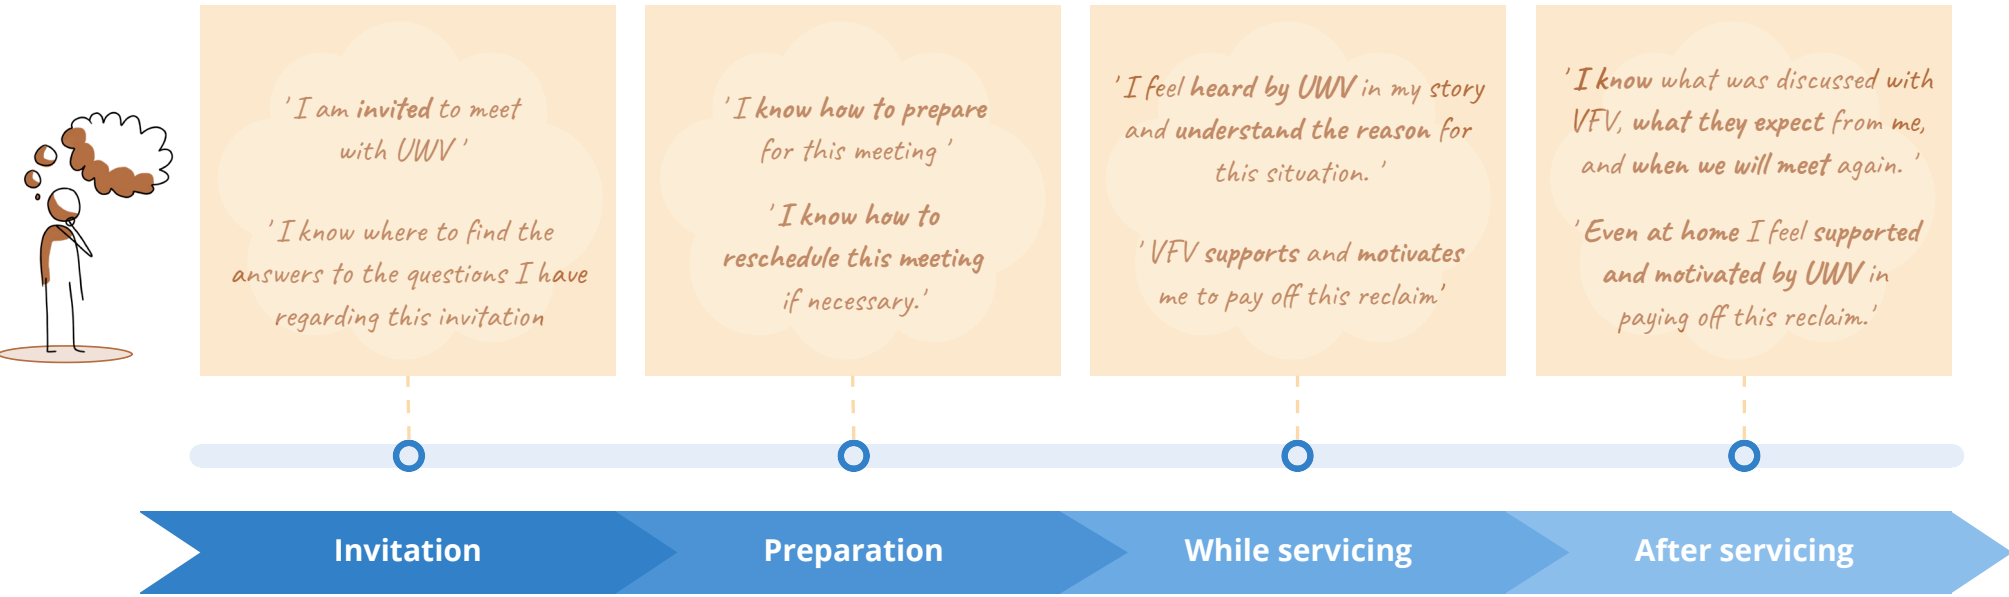 ' I am invited to meet
with UWV '
' I know where to find the
answers to the questions I have
regarding this invitation
' I know how to prepare
for this meeting '
' I know how to
reschedule this meeting
if necessary.'
' I feel heard by UWV in my story
and understand the reason for
this situation. '
' VFV supports and motivates
me to pay off this reclaim'
' I know what was discussed with
VFV, what they expect from me,
and when we will meet again. '
' Even at home I feel supported
and motivated by UWV in
paying off this reclaim.'
Invitation
Preparation
While servicing
After servicing